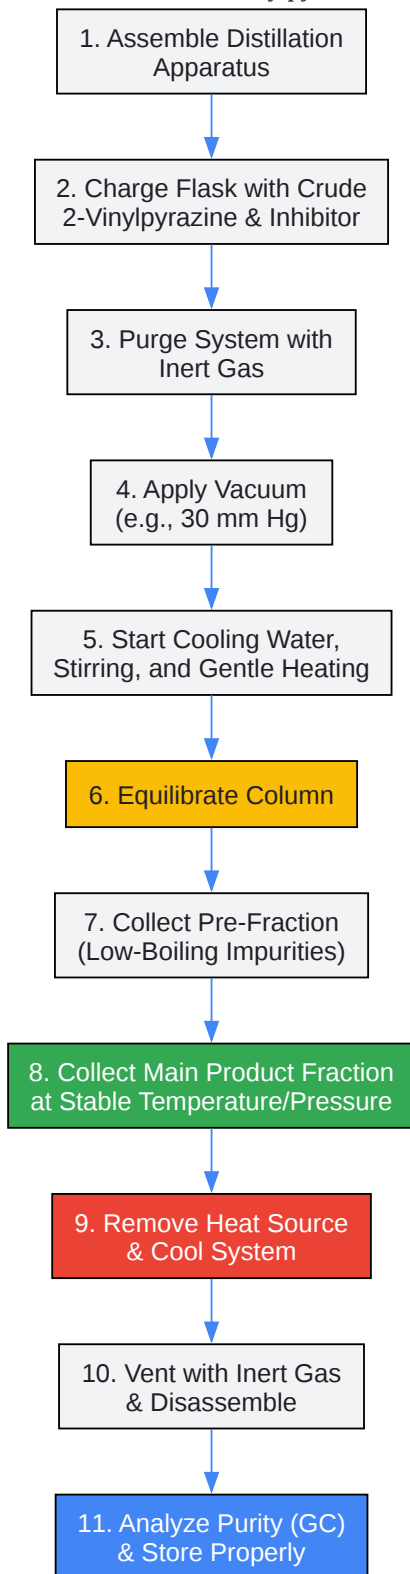 1. Assemble Distillation
Apparatus
2. Charge Flask with Crude
2-Vinylpyrazine & Inhibitor
3. Purge System with
Inert Gas
4. Apply Vacuum
(e.g., 30 mm Hg)
5. Start Cooling Water,
Stirring, and Gentle Heating
6. Equilibrate Column
7. Collect Pre-Fraction
(Low-Boiling Impurities)
8. Collect Main Product Fraction
at Stable Temperature/Pressure
9. Remove Heat Source
& Cool System
10. Vent with Inert Gas
& Disassemble
11. Analyze Purity (GC)
& Store Properly